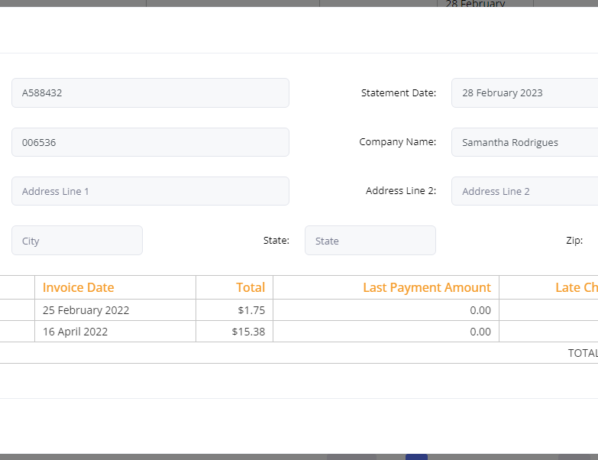 28 February
A588432 Statement Date: 28 February 2023
006536 Company Name: Samantha Rodrigues
Address Line 1 Address Line 2: Address Line 2
City State: State Zip:
Invoice Date Total Last Payment Amount Late Ch
25 February 2022 $1.75 0.00
16 April 2022 $15.38 0.00
TOTAL